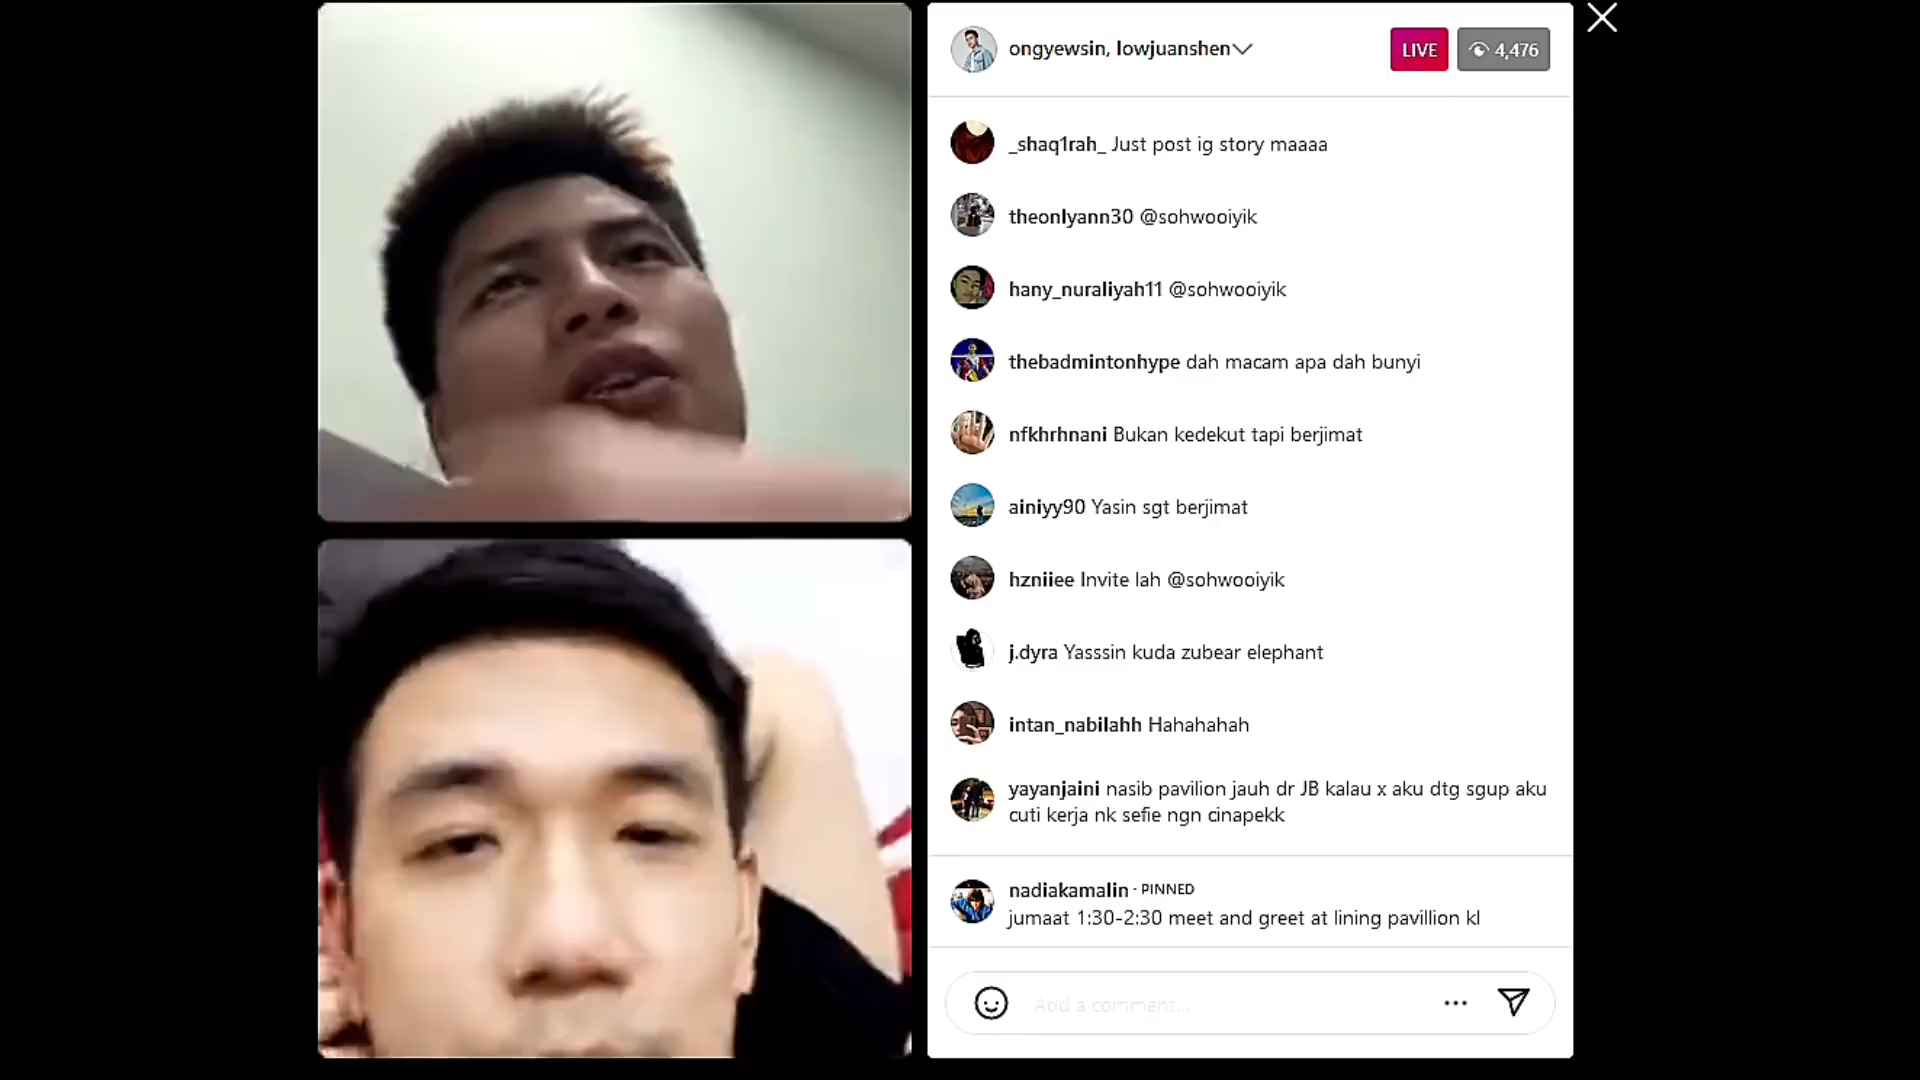 ongyewsin, lowjuanshen
LIVE
4,476
_shaq1rah_ Just post ig story maaaa
theonlyann30 @sohwooiyik
hany_nuraliyah11 @sohwooiyik
thebadmintonhype dah macam apa dah bunyi
nfkhrhnani Bukan kedekut tapi berjimat
ainiyy90 Yasin sgt berjimat
hzniiee Invite lah @sohwooiyik
j.dyra Yasssin kuda zubear elephant
intan_nabilahh Hahahahah
yayanjaini nasib pavilion jauh dr JB kalau x aku dtg sgup aku
cuti kerja nk sefie ngn cinapekk
nadiakamalin · PINNED
jumaat 1:30-2:30 meet and greet at lining pavillion kl
Add a comment...